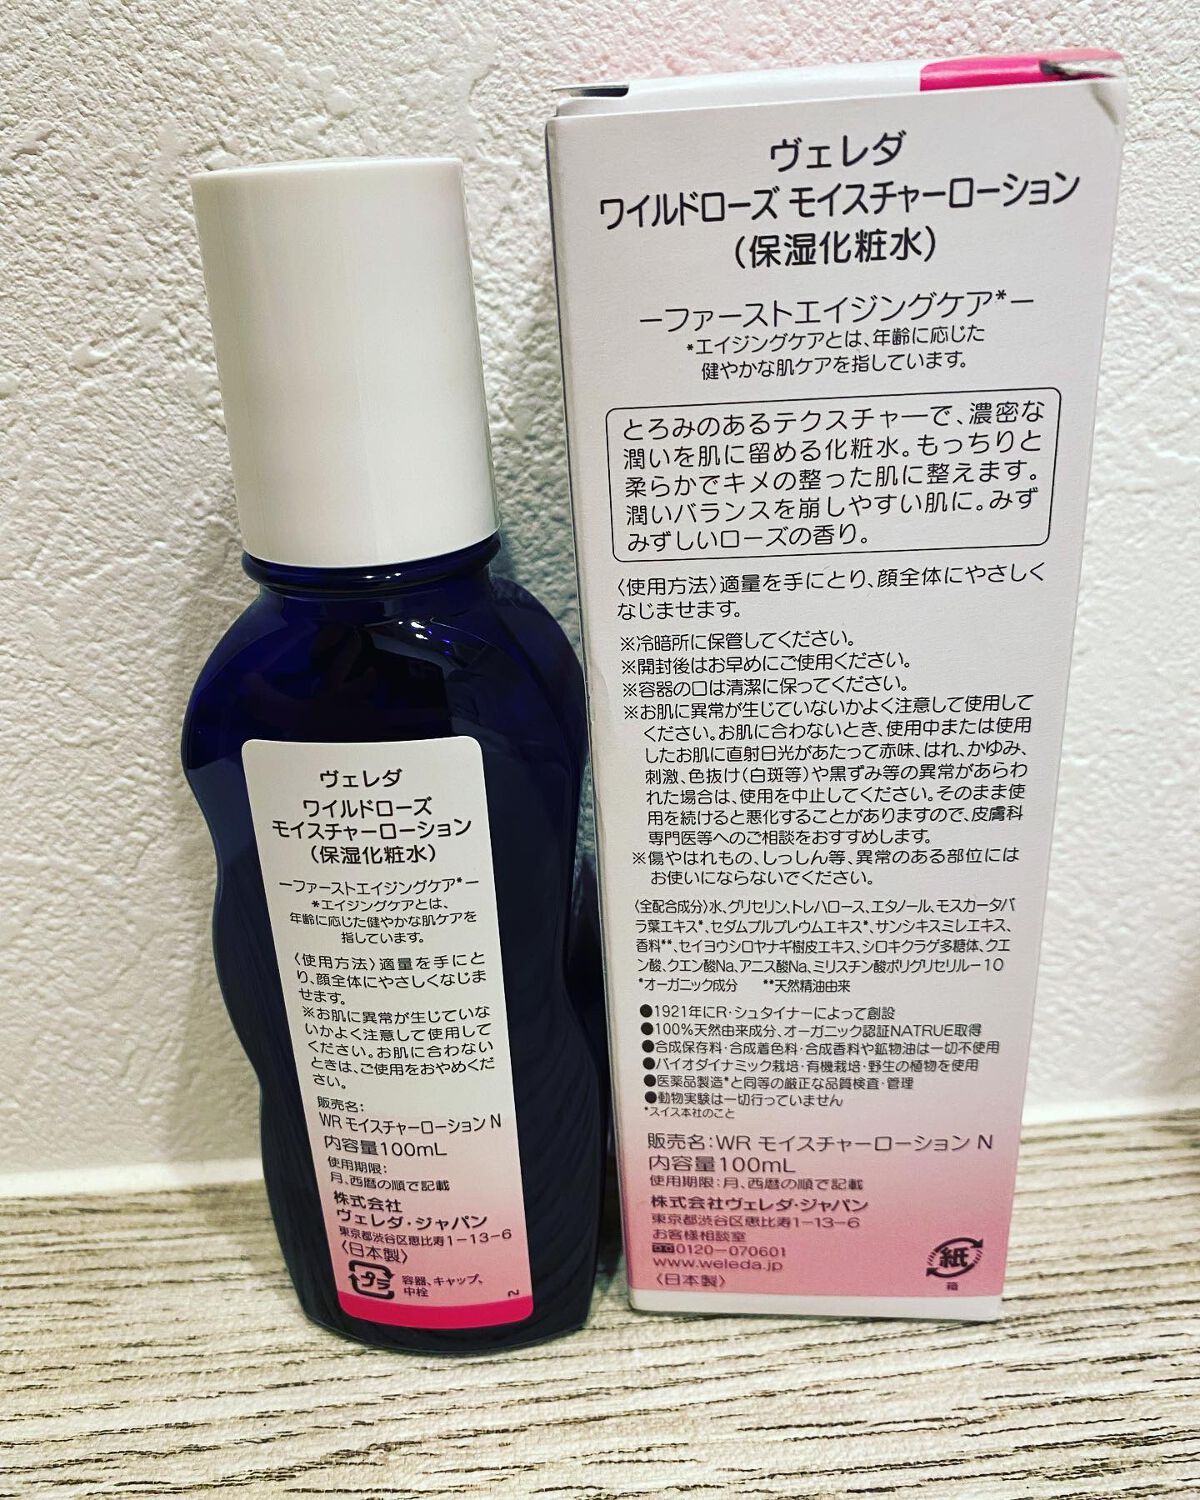 ヴェレダ
ワイルドローズ
モイスチャーローション
（保湿化粧水）
ーファーストエイジングケア*ー
*エイジングケアとは、
年齢に応じた健やかな肌ケアを
指しています。
〈使用方法〉適量を手にと
り、顔全体にやさしくなじま
せます。
※お肌に異常が生じていな
いかよく注意して使用して
ください。お肌に合わない
ときは、ご使用をおやめくだ
さい。
販売名：
WR モイスチャーローション N
内容量100mL
使用期限：
月、西暦の順で記載
株式会社
ヴェレダ・ジャパン
東京都渋谷区恵比寿1−13−6
〈日本製〉
プラ
容器、キャップ、
中栓
2
ヴェレダ
ワイルドローズ モイスチャーローション
（保湿化粧水）
ーファーストエイジングケア*ー
*エイジングケアとは、年齢に応じた
健やかな肌ケアを指しています。
とろみのあるテクスチャーで、濃密な
潤いを肌に留める化粧水。もっちりと
柔らかでキメの整った肌に整えます。
潤いバランスを崩しやすい肌に。みず
みずしいローズの香り。
〈使用方法〉適量を手にとり、顔全体にやさしく
なじませます。
※冷暗所に保管してください。
※開封後はお早めにご使用ください。
※容器の口は清潔に保ってください。
※お肌に異常が生じていないかよく注意して使用して
ください。お肌に合わないとき、使用中または使用
したお肌に直射日光があたって赤味、はれ、かゆみ、
刺激、色抜け（白斑等）や黒ずみ等の異常があらわ
れた場合は、使用を中止してください。そのまま使
用を続けると悪化することがありますので、皮膚科
専門医等へのご相談をおすすめします。
※傷やはれもの、しっしん等、異常のある部位には
お使いにならないでください。
〈全配合成分〉水、グリセリン、トレハロース、エタノール、モスカータバ
ラ葉エキス*、セダムプルプレウムエキス*、サンシキスミレエキス、
香料**、セイヨウシロヤナギ樹皮エキス、シロキクラゲ多糖体、クエ
ン酸、クエン酸Na、アニス酸Na、ミリスチン酸ポリグリセリル−10
*オーガニック成分 **天然精油由来
●1921年にR・シュタイナーによって創設
●100%天然由来成分、オーガニック認証NATRUE取得
●合成保存料・合成着色料・合成香料や鉱物油は一切不使用
●バイオダイナミック栽培・有機栽培・野生の植物を使用
●医薬品製造*と同等の厳正な品質検査・管理
●動物実験は一切行っていません
*スイス本社のこと
販売名：WR モイスチャーローション N
内容量100mL
使用期限：月、西暦の順で記載
株式会社ヴェレダ・ジャパン
東京都渋谷区恵比寿1−13−6
お客様相談室
0120−070601
www.weleda.jp
〈日本製〉
紙
箱